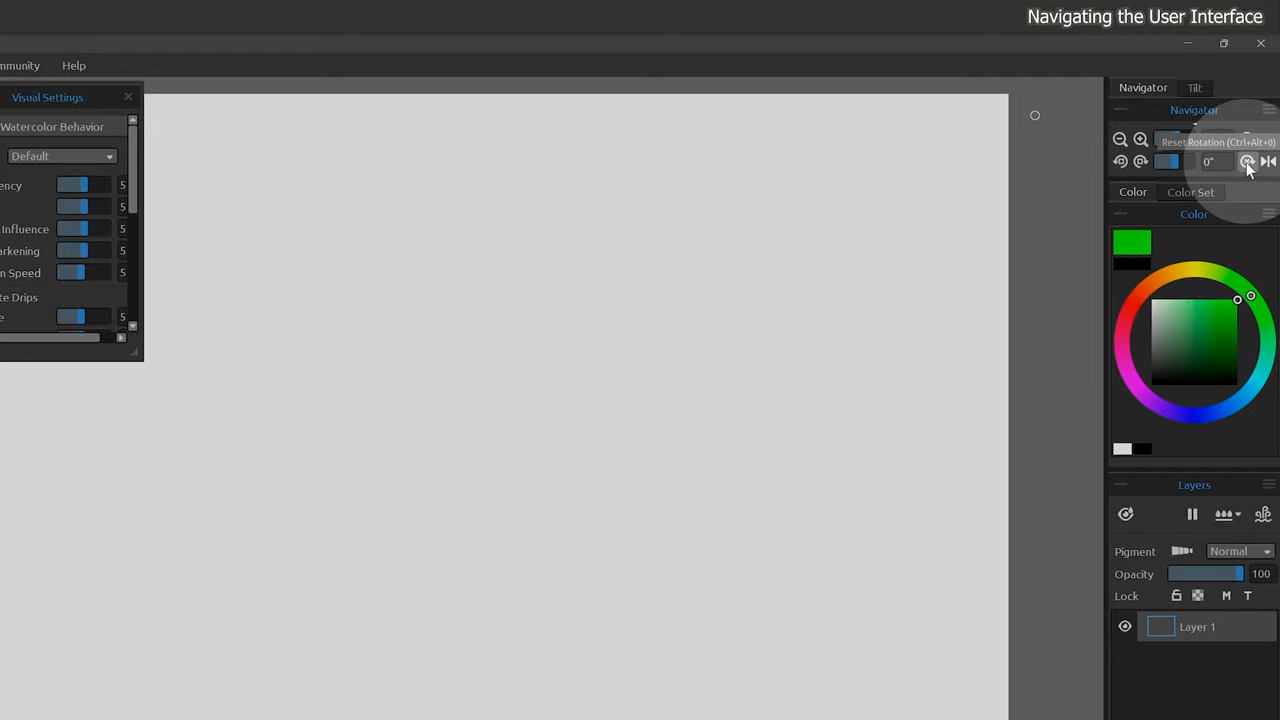 Navigating the User Interface
mmunity Help
Visual Settings
Watercolor Behavior
Default
ency 5
5
Influence 5
arkening 5
n Speed 5
te Drips
e 5
Navigator Tilt
Navigator
Reset Rotation (Ctrl+Alt+0)
0°
Color Color Set
Color
Layers
Pigment Normal
Opacity 100
Lock M T
Layer 1